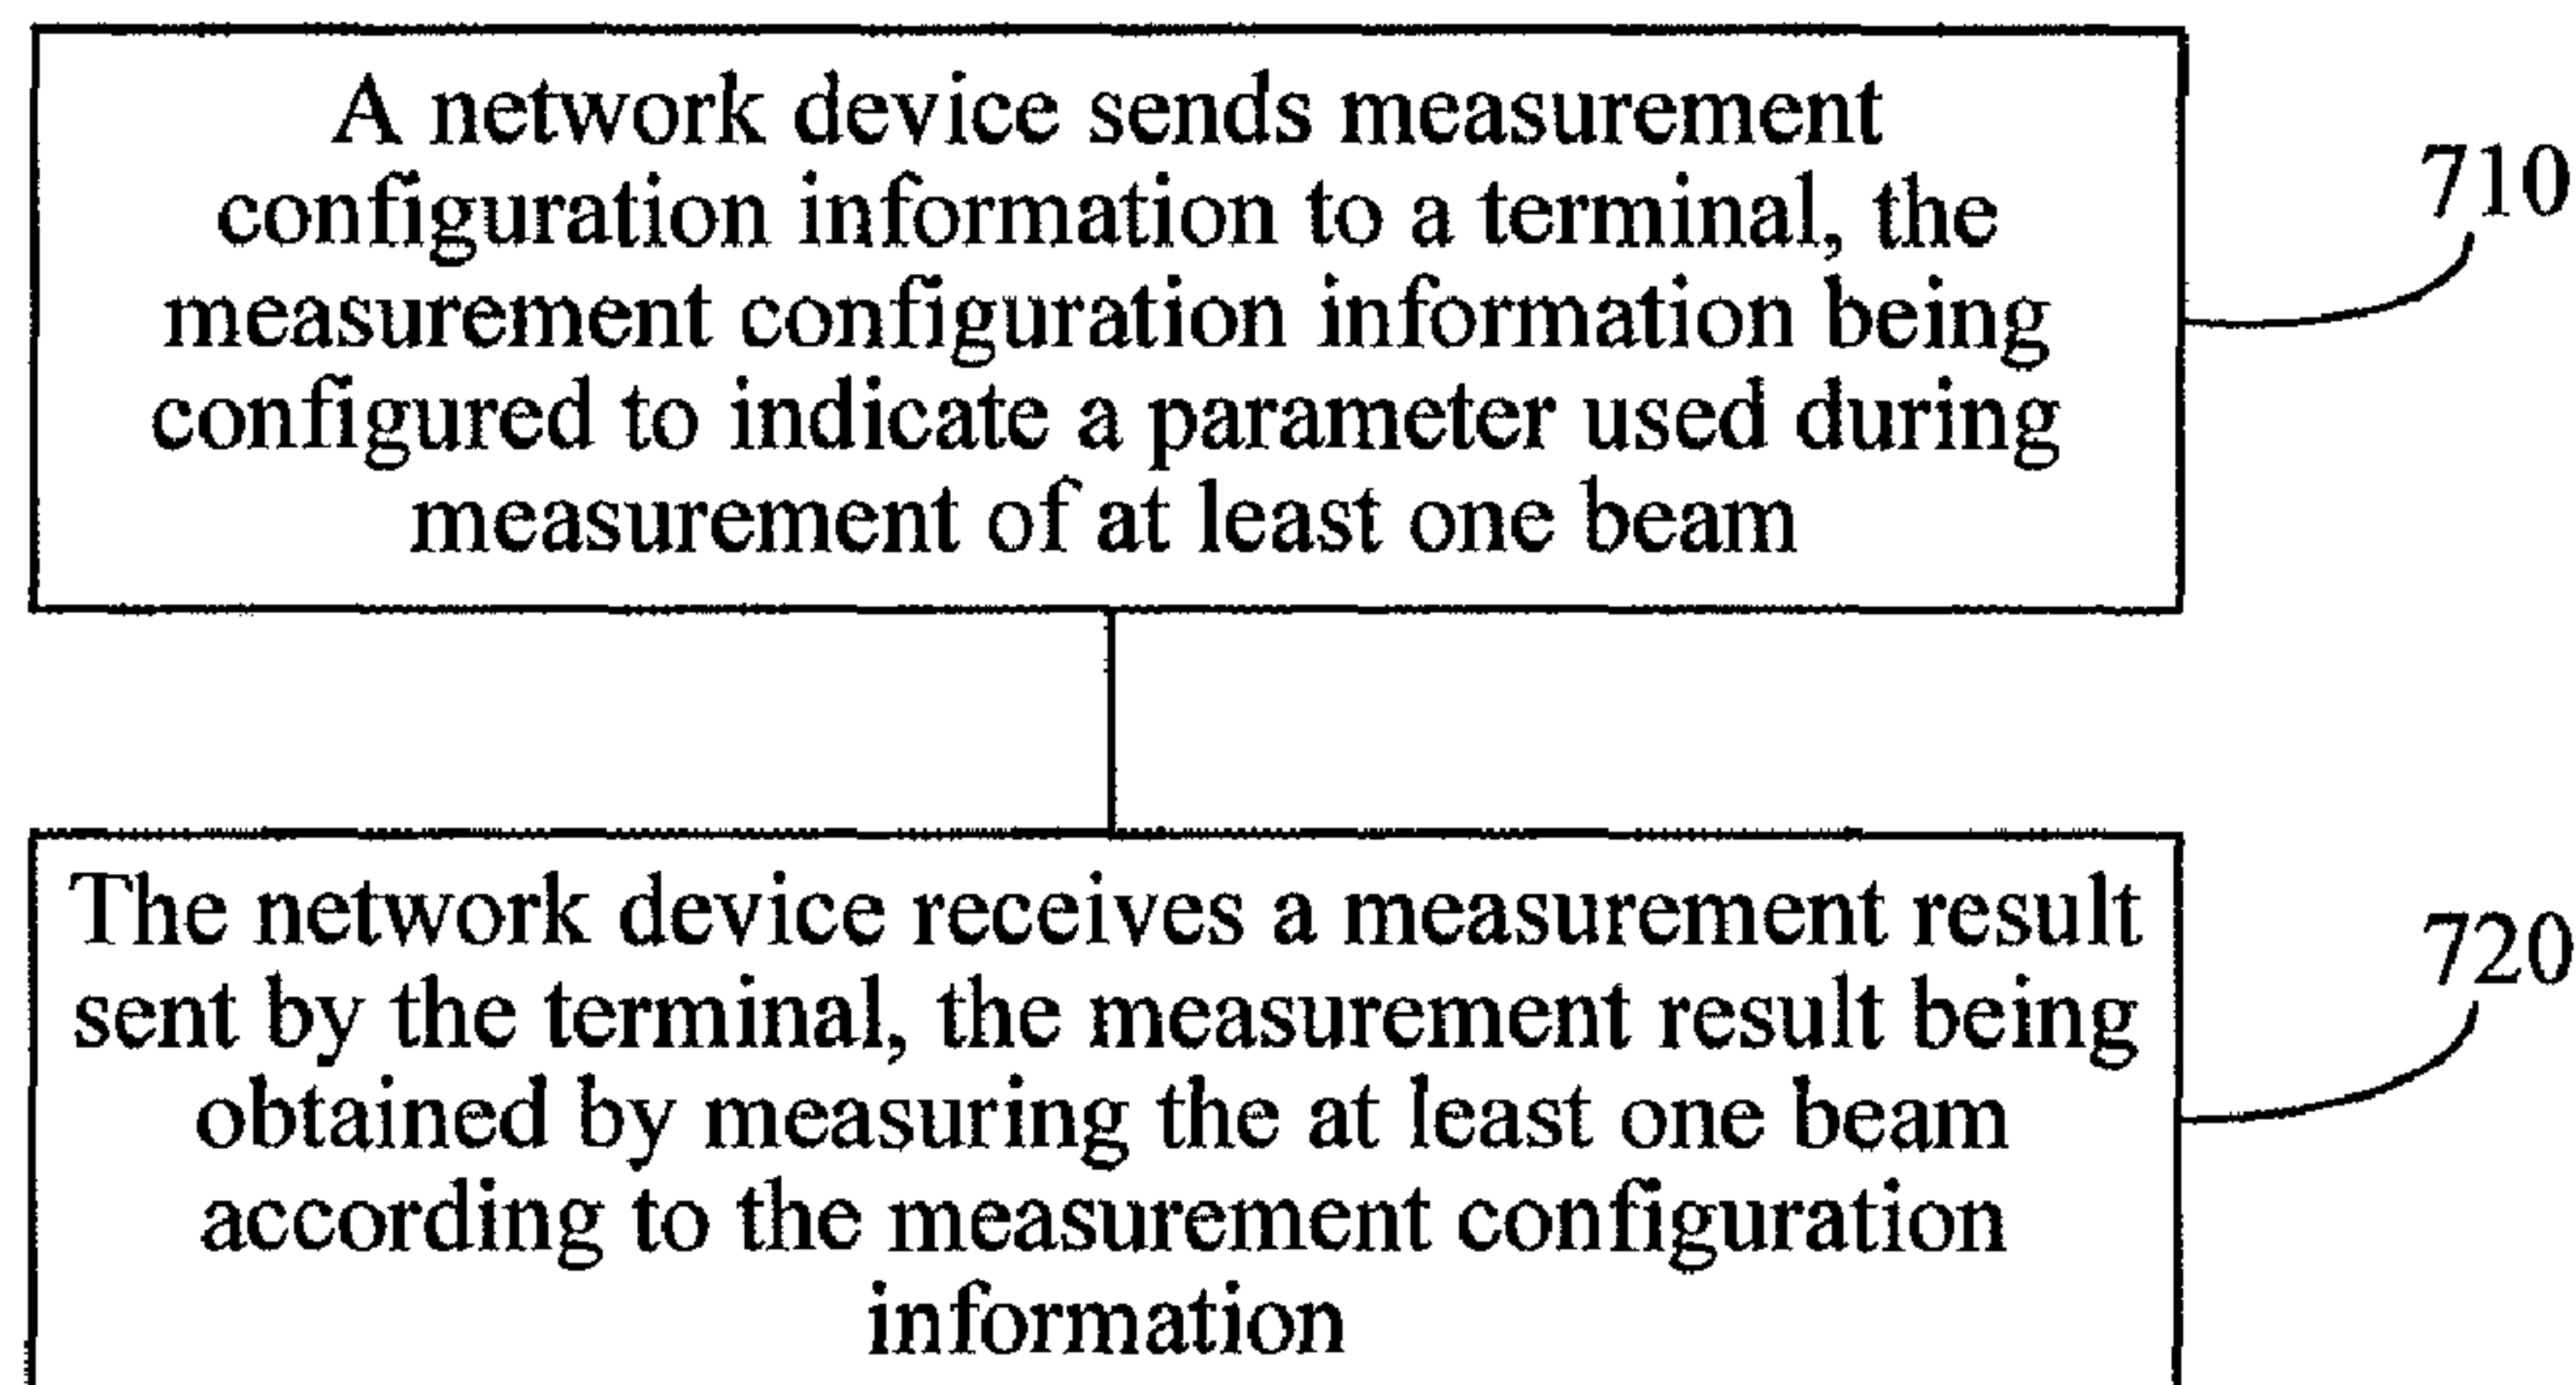 A network device sends measurement
configuration information to a terminal, the
measurement configuration information being
configured to indicate a parameter used during
measurement of at least one beam
710
The network device receives a measurement result
sent by the terminal, the measurement result being
obtained by measuring the at least one beam
according to the measurement configuration
information
720